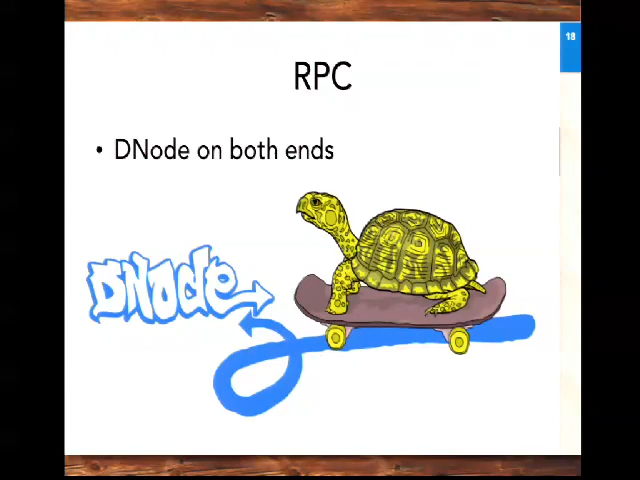 18
RPC
• DNode on both ends
DNode